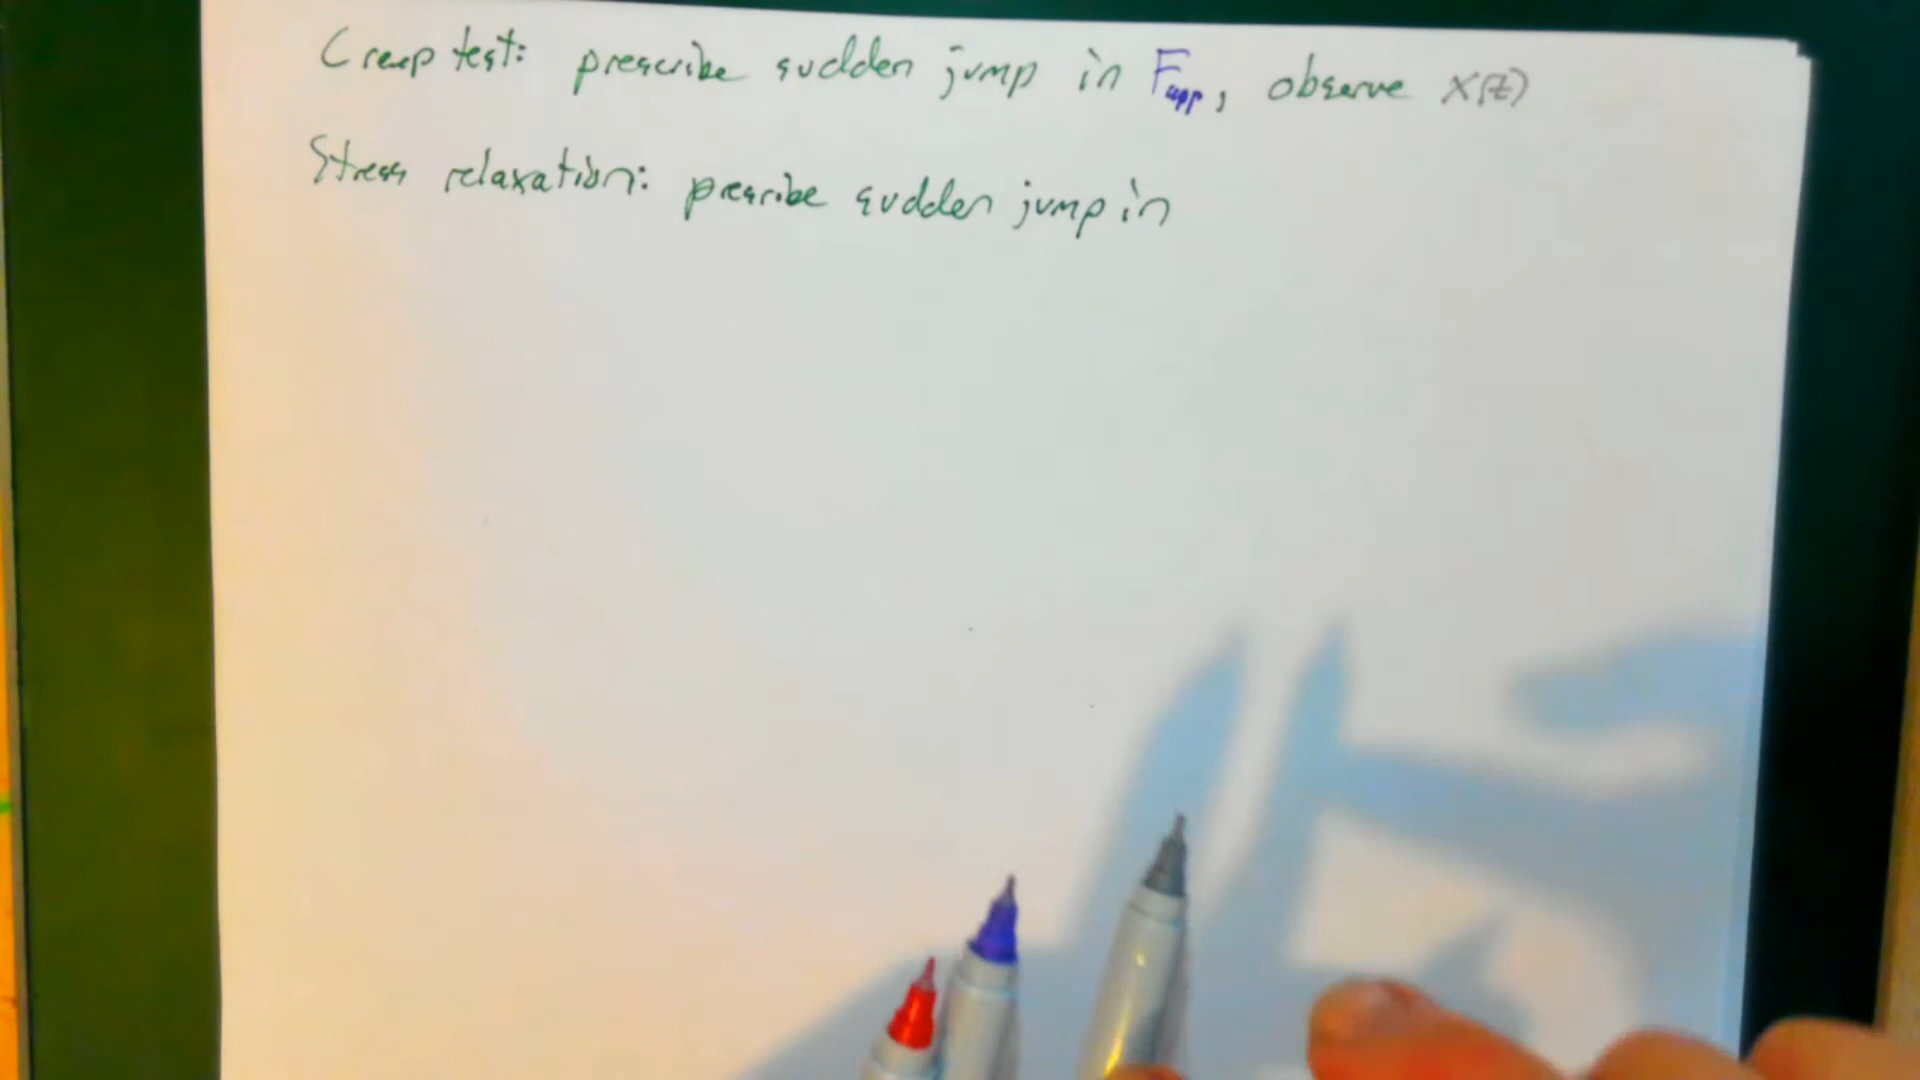 Creep test: prescribe sudden jump in Fapp, observe x(t)
Stress relaxation: prescribe sudden jump in